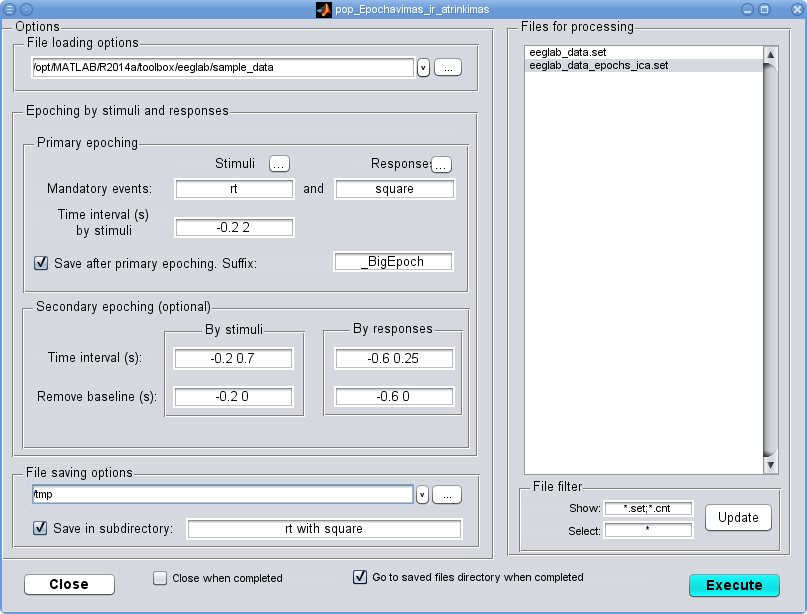 pop_Epochavimas_ir_atrinkimas
Options
File loading options
/opt/MATLAB/R2014a/toolbox/eeglab/sample_data
v
...
Epoching by stimuli and responses
Primary epoching
Stimuli ...
Responses ...
Mandatory events: rt and square
Time interval (s)
by stimuli
-0.2 2
Save after primary epoching. Suffix: _BigEpoch
Secondary epoching (optional)
By stimuli By responses
Time interval (s): -0.2 0.7 -0.6 0.25
Remove baseline (s): -0.2 0 -0.6 0
File saving options
/tmp
v
...
Save in subdirectory: rt with square
Files for processing
eeglab_data.set
eeglab_data_epochs_ica.set
File filter
Show: *.set;*.cnt
Select: *
Update
Close
Close when completed
Go to saved files directory when completed
Execute